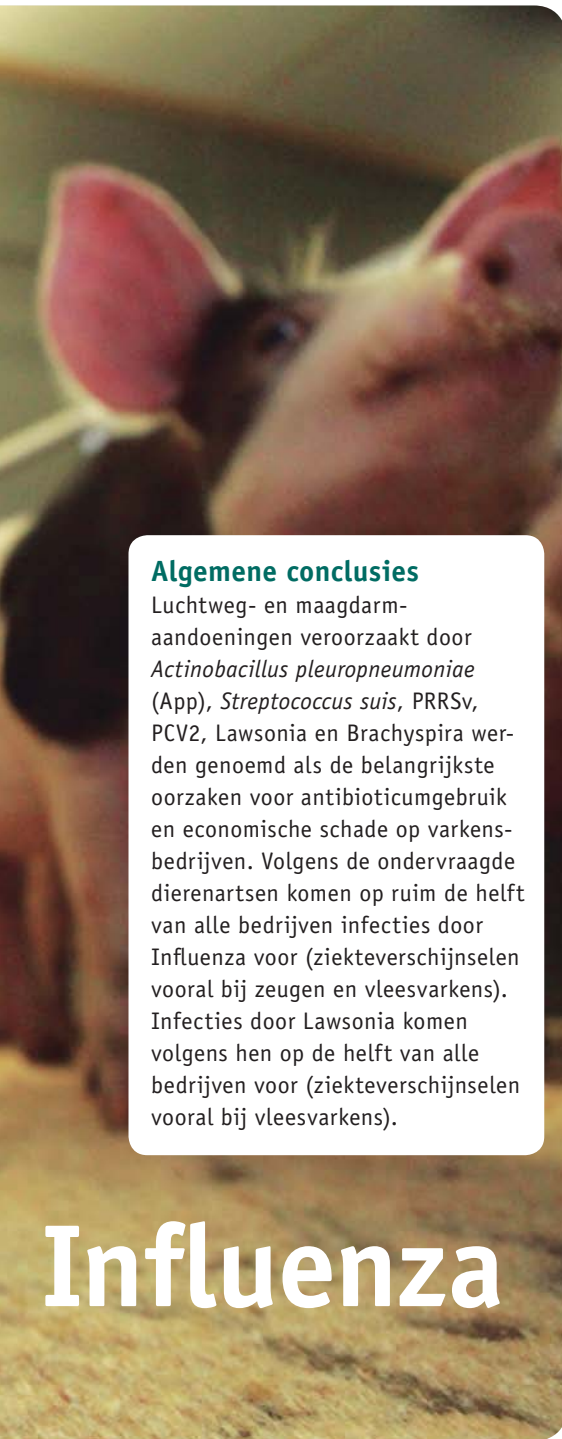 Algemene conclusies
Luchtweg- en maagdarm-
aandoeningen veroorzaakt door
Actinobacillus pleuropneumoniae
(App), Streptococcus suis, PRRSv,
PCV2, Lawsonia en Brachyspira wer-
den genoemd als de belangrijkste
oorzaken voor antibioticumgebruik
en economische schade op varkens-
bedrijven. Volgens de ondervraagde
dierenartsen komen op ruim de helft
van alle bedrijven infecties door
Influenza voor (ziekteverschijnselen
vooral bij zeugen en vleesvarkens).
Infecties door Lawsonia komen
volgens hen op de helft van alle
bedrijven voor (ziekteverschijnselen
vooral bij vleesvarkens).
Influenza